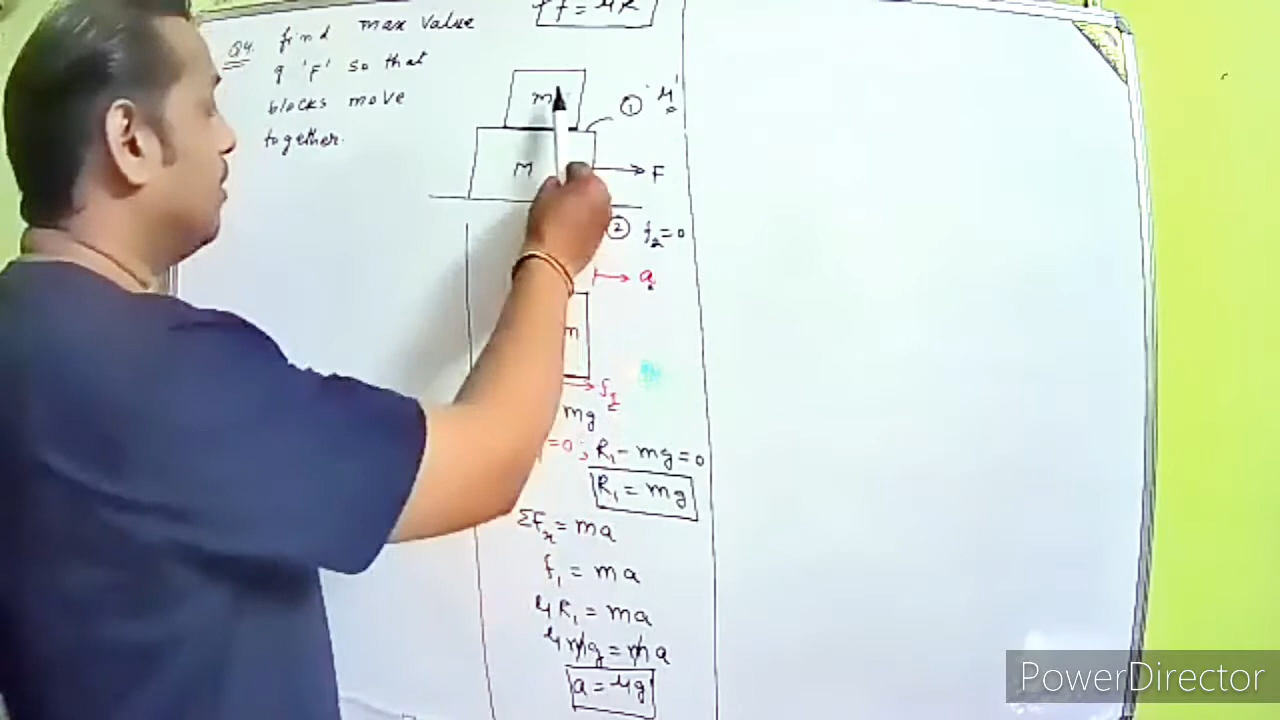 f = μR
Q4. find max value
of 'F' so that
blocks move
together.
m
① μ
M
F
② f₂=0
a
m
f₁
mg
=0; R₁-mg=0
R₁ = mg
ΣFₓ = ma
f₁ = ma
μR₁ = ma
μmg = ma
a = μg
PowerDirector